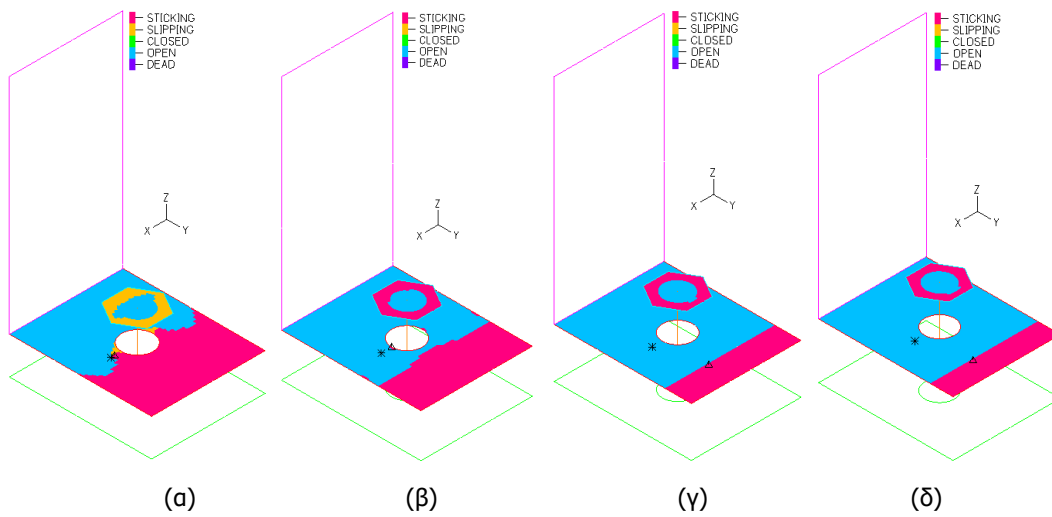 STICKING
SLIPPING
CLOSED
OPEN
DEAD
Z
X
Y
(α)
STICKING
SLIPPING
CLOSED
OPEN
DEAD
Z
X
Y
(β)
STICKING
SLIPPING
CLOSED
OPEN
DEAD
Z
X
Y
(γ)
STICKING
SLIPPING
CLOSED
OPEN
DEAD
Z
X
Y
(δ)